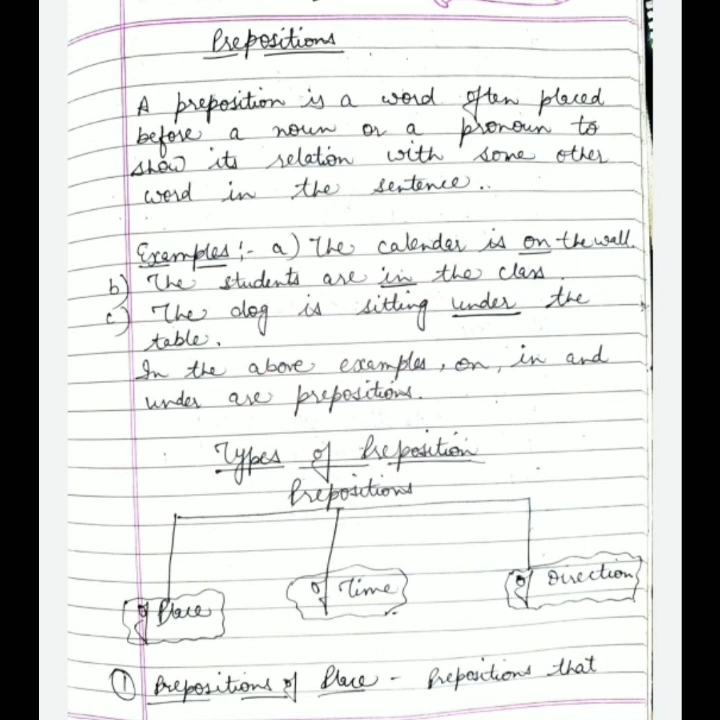 Prepositions
A preposition is a word often placed
before a noun or a pronoun to
show its relation with some other
word in the sentence..
Examples :- a) The calendar is on the wall.
b) The students are in the class.
c) The dog is sitting under the
table.
In the above examples, on, in and
under are prepositions.
Types of Preposition
Prepositions
of Place of Time of Direction
① Prepositions of Place - Prepositions that